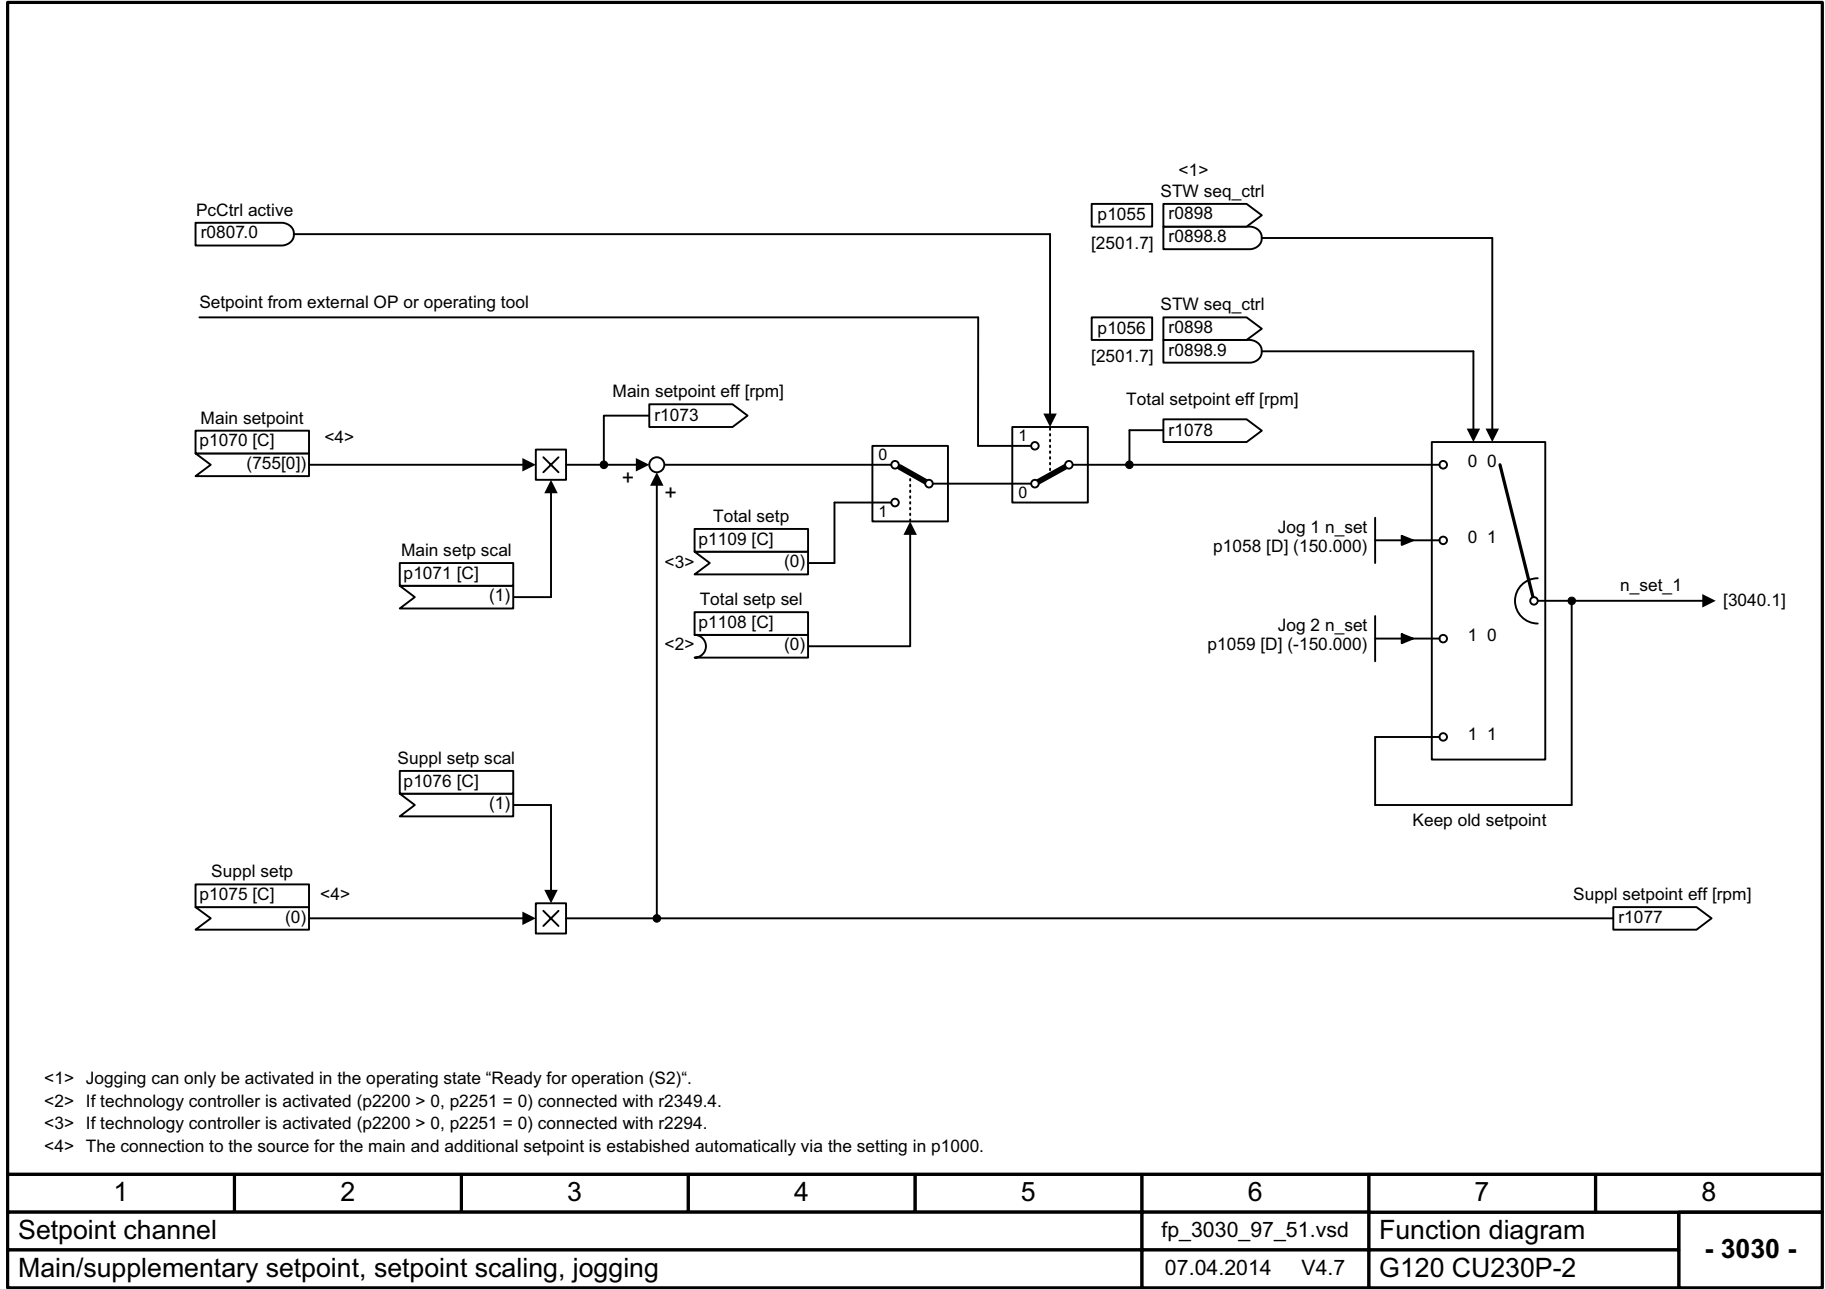 <1>
STW seq_ctrl
p1055
r0898
[2501.7]
r0898.8
PcCtrl active
r0807.0
Setpoint from external OP or operating tool
STW seq_ctrl
p1056
r0898
[2501.7]
r0898.9
Main setpoint eff [rpm]
r1073
Total setpoint eff [rpm]
r1078
Main setpoint
p1070 [C]
<4>
(755[0])
+
+
0
1
1
0
0 0
Total setp
p1109 [C]
<3>
(0)
Jog 1 n_set
p1058 [D] (150.000)
0 1
Main setp scal
p1071 [C]
(1)
Total setp sel
p1108 [C]
<2>
(0)
n_set_1
[3040.1]
Jog 2 n_set
p1059 [D] (-150.000)
1 0
1 1
Keep old setpoint
Suppl setp scal
p1076 [C]
(1)
Suppl setp
p1075 [C]
<4>
(0)
Suppl setpoint eff [rpm]
r1077
<1> Jogging can only be activated in the operating state “Ready for operation (S2)“.
<2> If technology controller is activated (p2200 > 0, p2251 = 0) connected with r2349.4.
<3> If technology controller is activated (p2200 > 0, p2251 = 0) connected with r2294.
<4> The connection to the source for the main and additional setpoint is estabished automatically via the setting in p1000.
1 2 3 4 5 6 7 8
Setpoint channel
fp_3030_97_51.vsd
Function diagram
- 3030 -
Main/supplementary setpoint, setpoint scaling, jogging
07.04.2014 V4.7
G120 CU230P-2